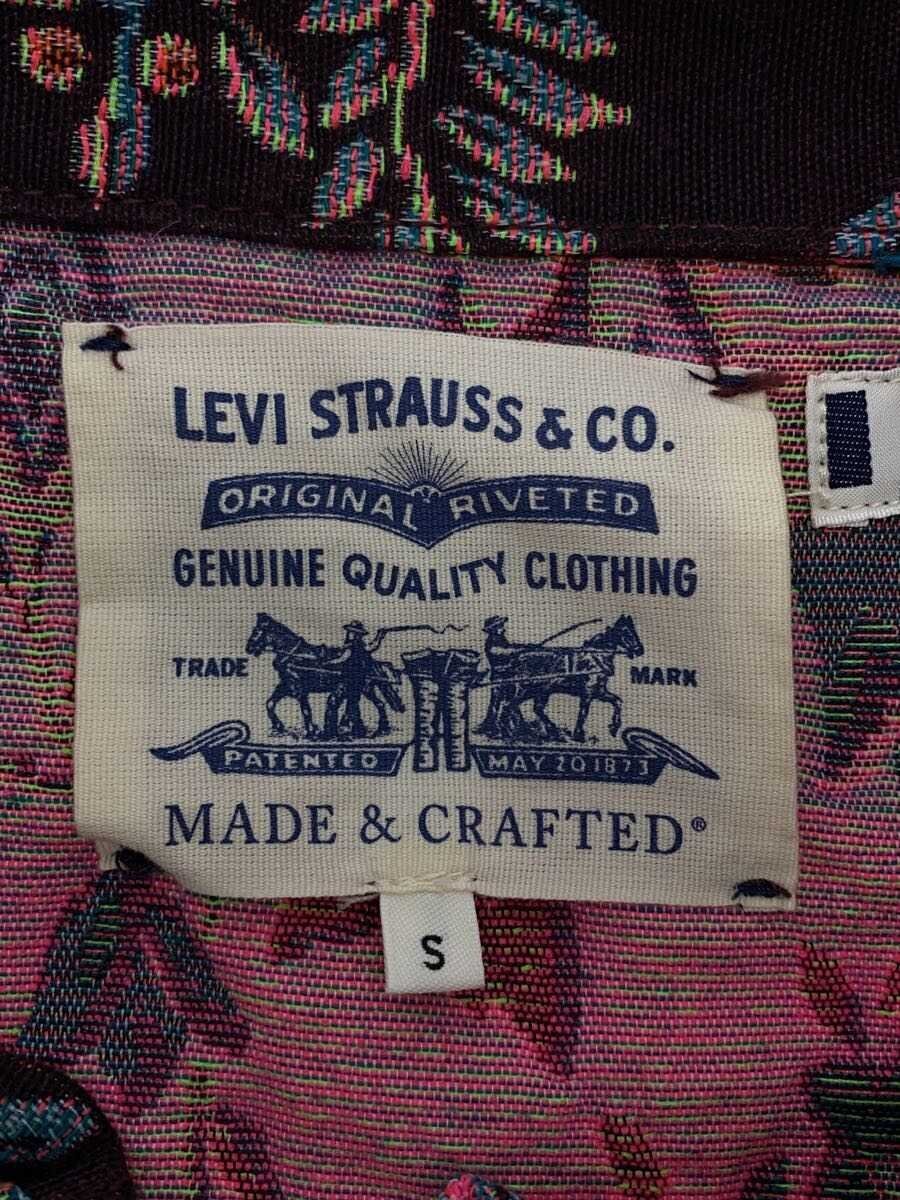 LEVI STRAUSS & CO.
ORIGINAL RIVETED
GENUINE QUALITY CLOTHING
TRADE MARK
PATENTED MAY 20 1873
MADE & CRAFTED®
S